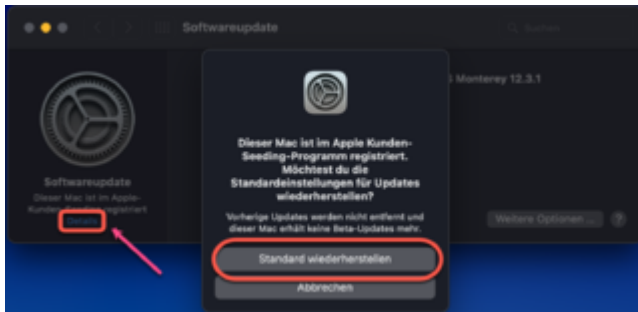 Softwareupdate
Suchen
Monterey 12.3.1
Softwareupdate
Dieser Mac ist im Apple-
Kunden-Seeding registriert
Details
Dieser Mac ist im Apple Kunden-
Seeding-Programm registriert.
Möchtest du die
Standardeinstellungen für Updates
wiederherstellen?
Vorherige Updates werden nicht entfernt und
dieser Mac erhält keine Beta-Updates mehr.
Standard wiederherstellen
Abbrechen
Weitere Optionen ...
?